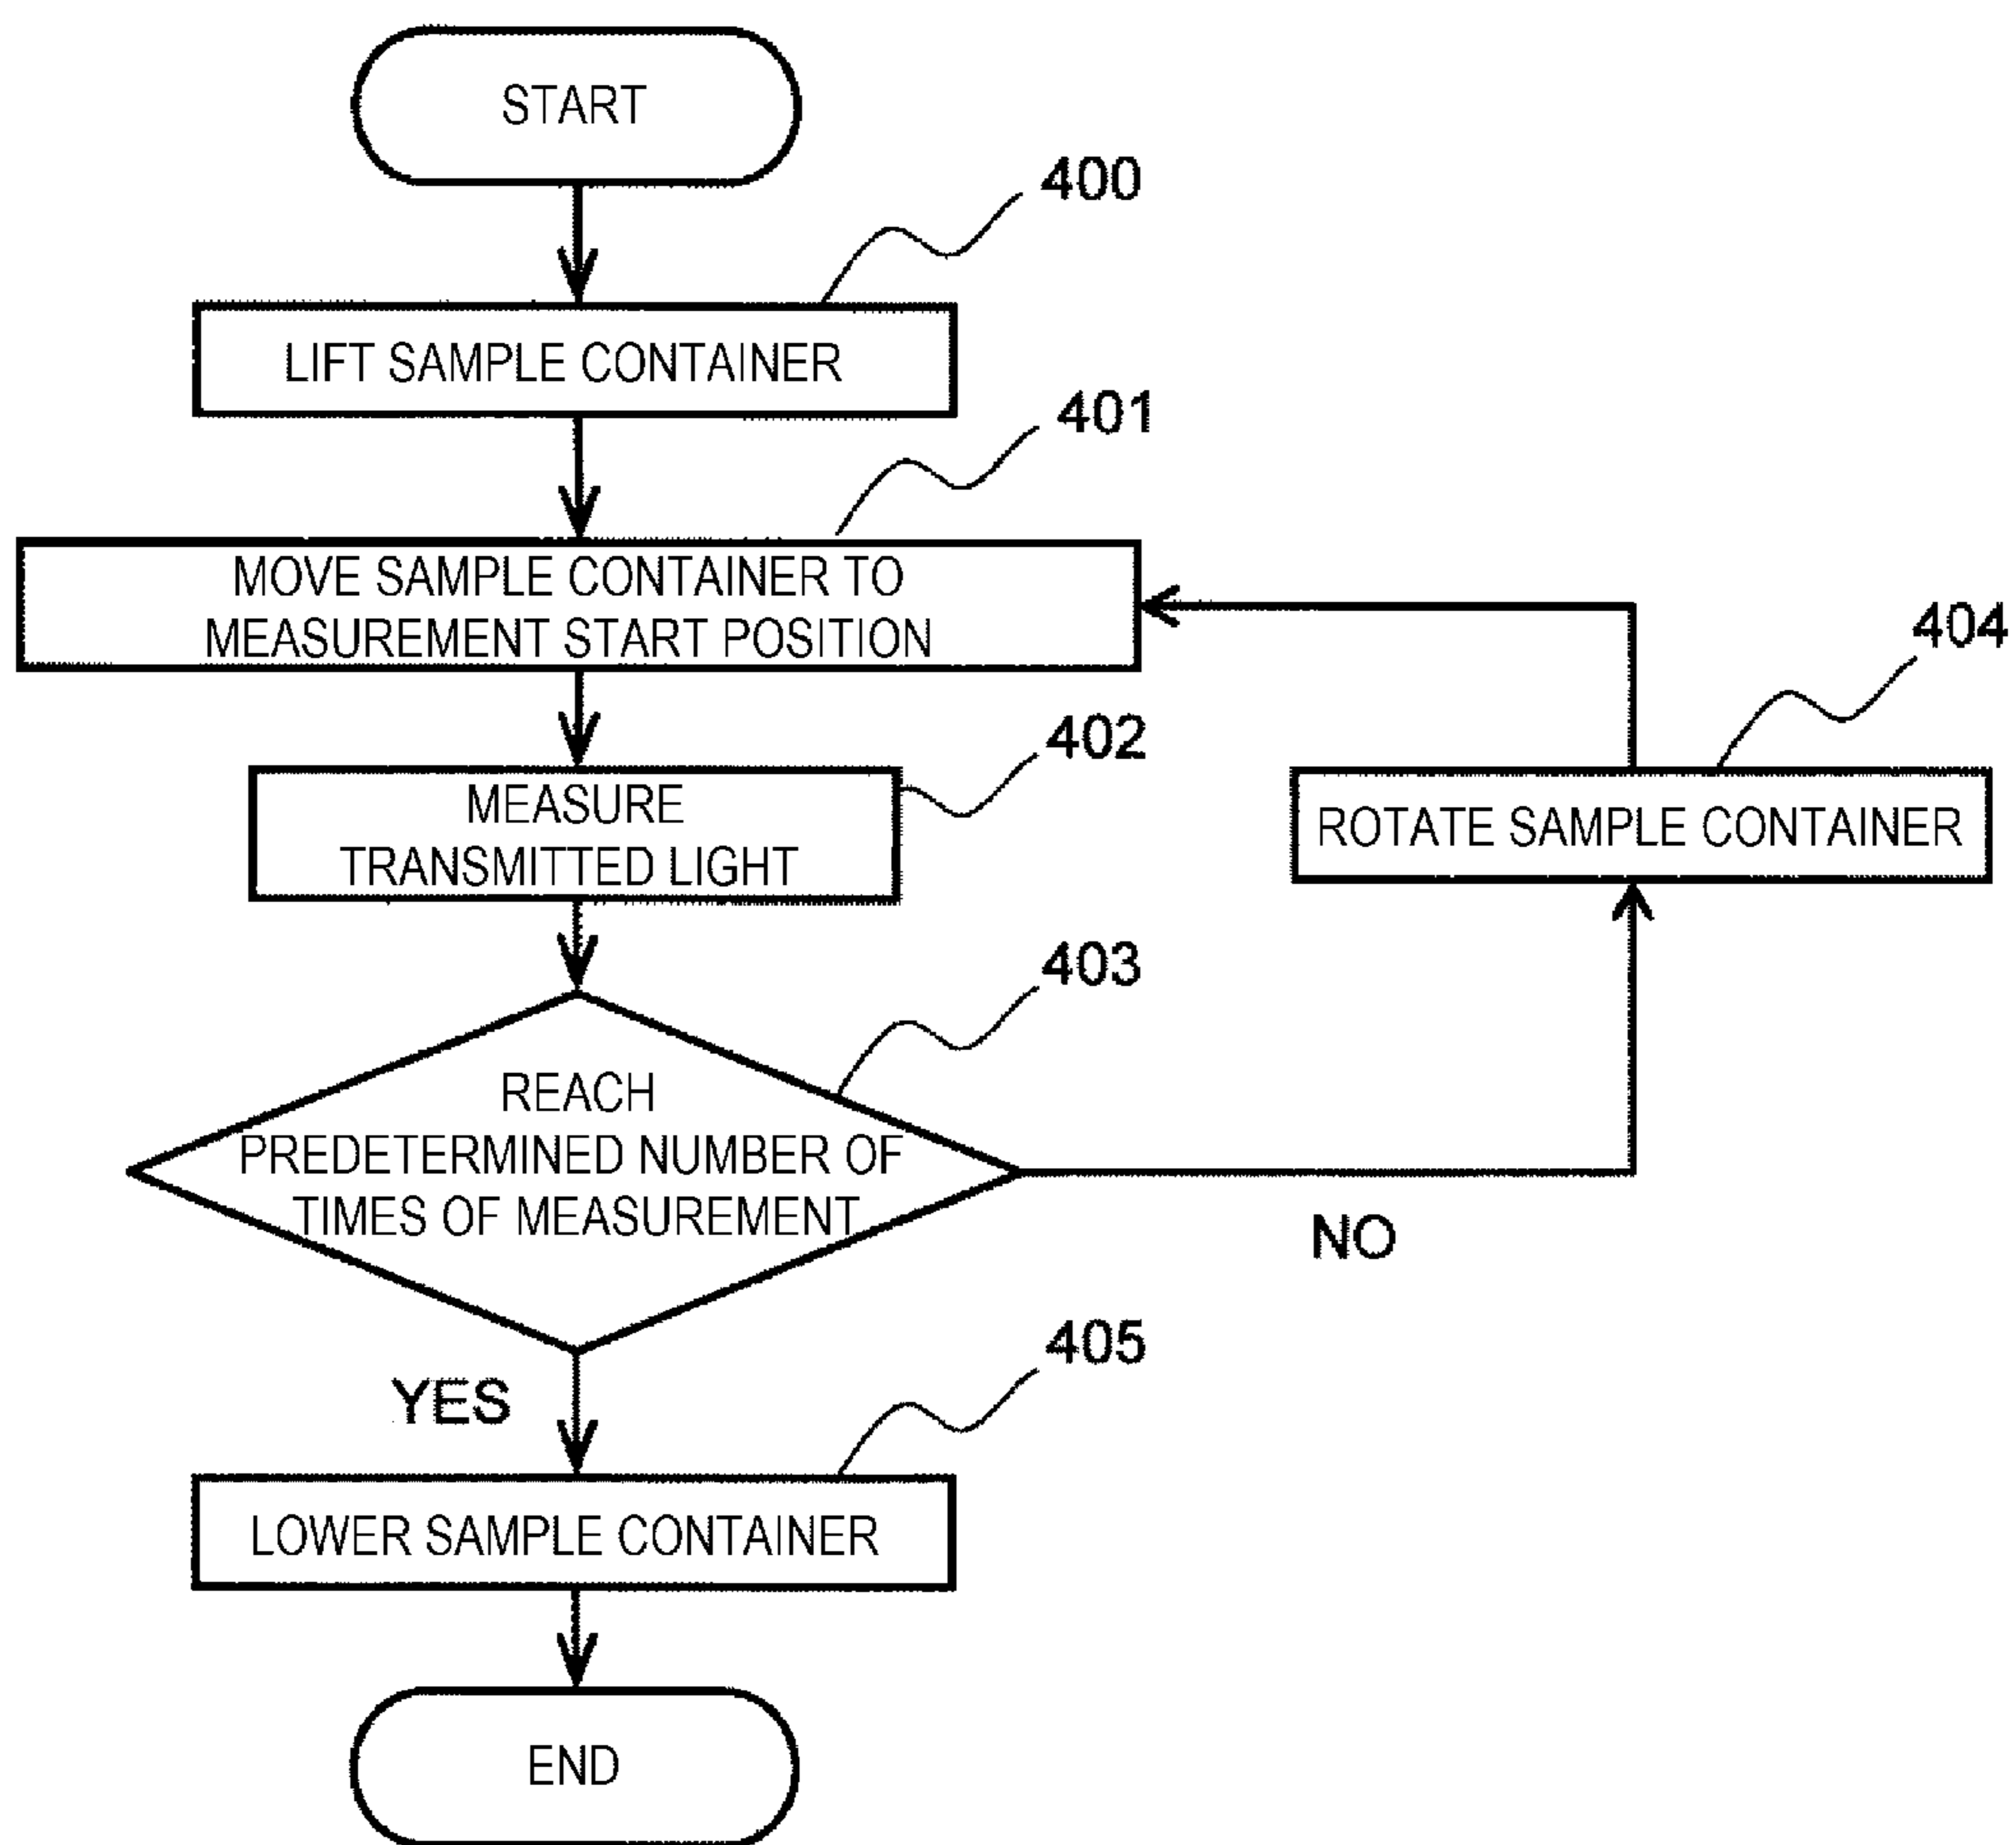 START
400
LIFT SAMPLE CONTAINER
401
MOVE SAMPLE CONTAINER TO
MEASUREMENT START POSITION
404
402
MEASURE
TRANSMITTED LIGHT
ROTATE SAMPLE CONTAINER
403
REACH
PREDETERMINED NUMBER OF
TIMES OF MEASUREMENT
NO
405
YES
LOWER SAMPLE CONTAINER
END